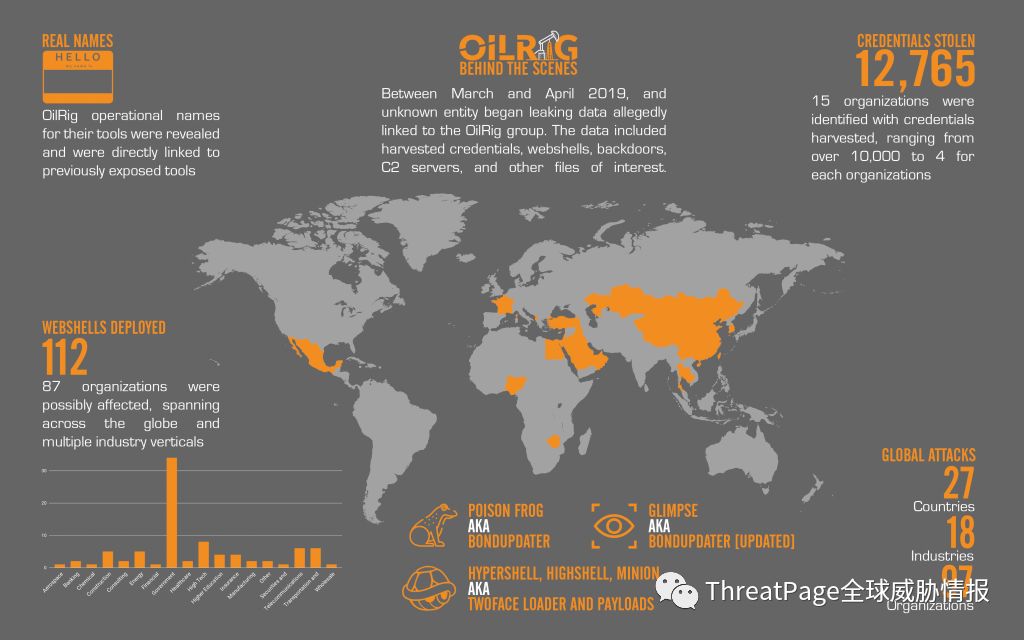 REAL NAMES
HELLO
OilRig operational names
for their tools were revealed
and were directly linked to
previously exposed tools
OILRIG
BEHIND THE SCENES
Between March and April 2019, and
unknown entity began leaking data allegedly
linked to the OilRig group. The data included
harvested credentials, webshells, backdoors,
C2 servers, and other files of interest.
CREDENTIALS STOLEN
12,765
15 organizations were
identified with credentials
harvested, ranging from
over 10,000 to 4 for
each organizations
WEBSHELLS DEPLOYED
112
87 organizations were
possibly affected, spanning
across the globe and
multiple industry verticals
30
20
10
0
Aerospace
Banking
Chemical
Construction
Consulting
Energy
Financial
Government
Healthcare
High Tech
Higher Education
Insurance
Manufacturing
Other
Securities and
Telecommunications
Transportation and
Wholesale
POISON FROG
AKA
BONDUPDATER
GLIMPSE
AKA
BONDUPDATER [UPDATED]
HYPERSHELL, HIGHSHELL, MINION
AKA
TWOFACE LOADER AND PAYLOADS
GLOBAL ATTACKS
27
Countries
18
Industries
97
Organizations
ThreatPage全球威胁情报